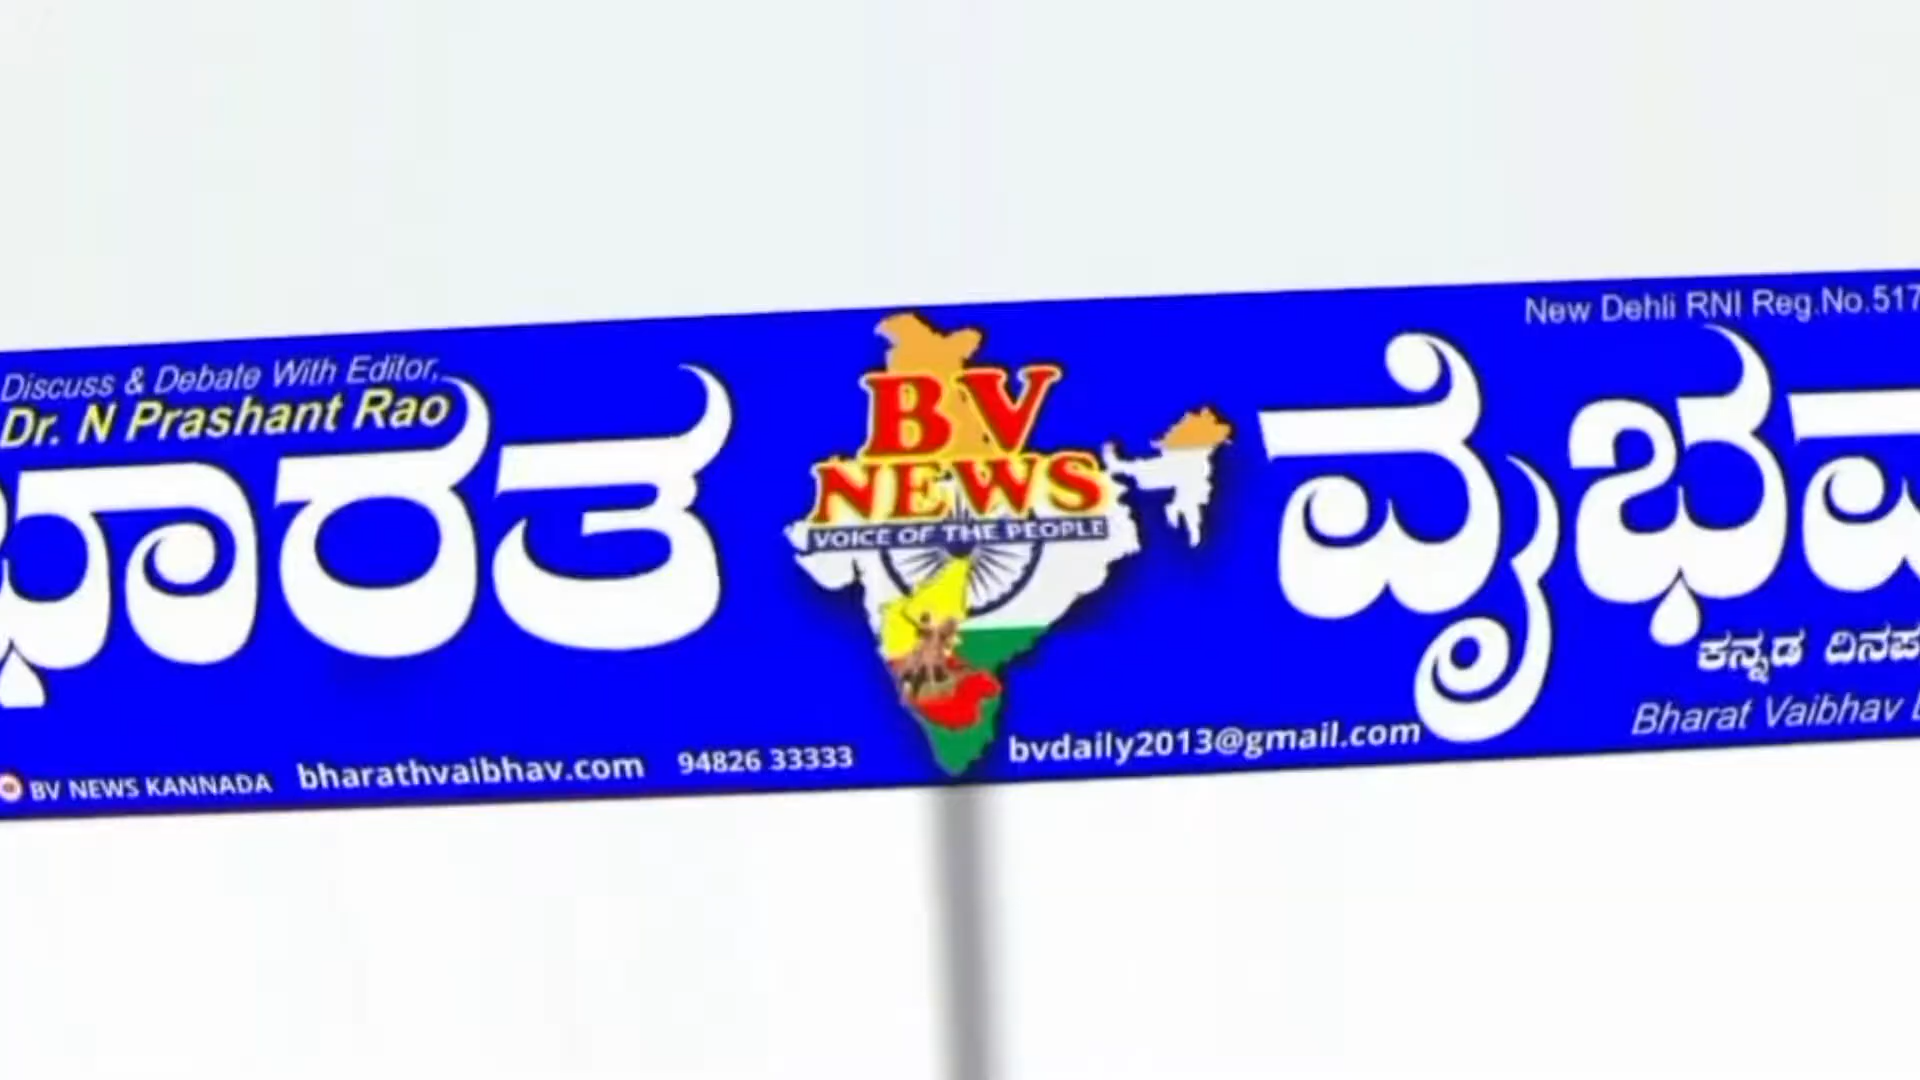 New Dehli RNI Reg.No.517
Discuss & Debate With Editor,
Dr. N Prashant Rao
ಭಾರತ
BV
NEWS
VOICE OF THE PEOPLE
ವೈಭವ
ಕನ್ನಡ
Bharat Vaibhav
BV NEWS KANNADA bharathvaibhav.com 94826 33333
bvdaily2013@gmail.com